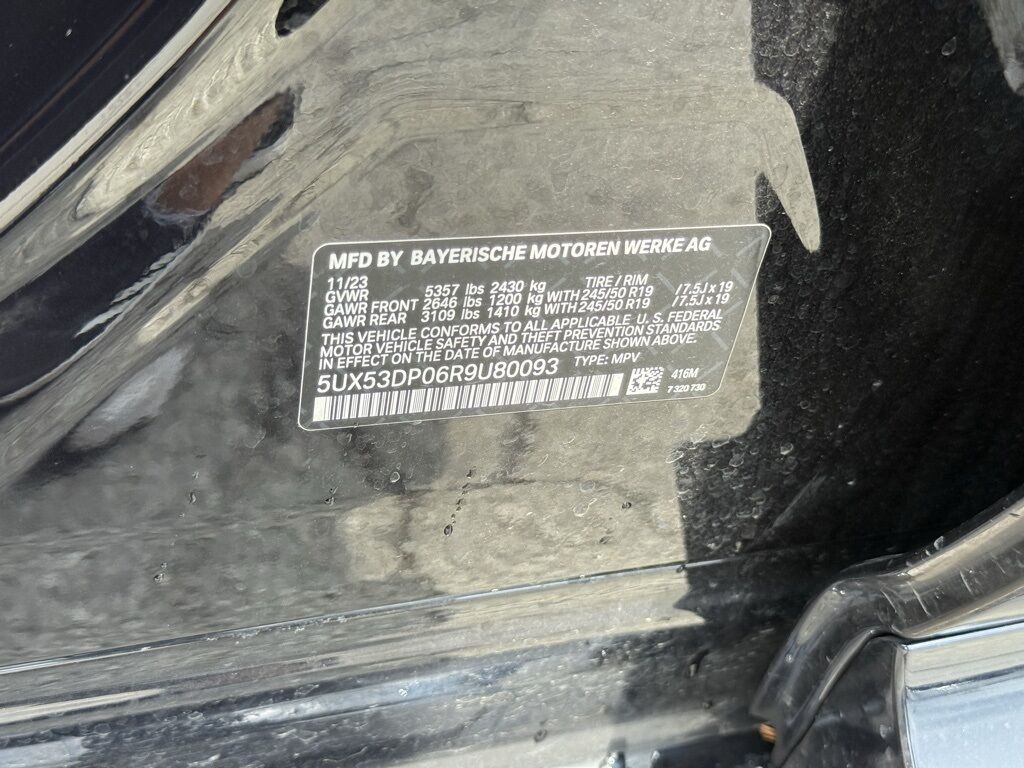 MFD BY BAYERISCHE MOTOREN WERKE AG
11/23 TIRE / RIM
GVWR 5357 lbs 2430 kg
GAWR FRONT 2646 lbs 1200 kg WITH 245/50 R19 /7.5J x 19
GAWR REAR 3109 lbs 1410 kg WITH 245/50 R19 /7.5J x 19
THIS VEHICLE CONFORMS TO ALL APPLICABLE U. S. FEDERAL
MOTOR VEHICLE SAFETY AND THEFT PREVENTION STANDARDS
IN EFFECT ON THE DATE OF MANUFACTURE SHOWN ABOVE.
5UX53DP06R9U80093 TYPE: MPV
416M
7 320 730